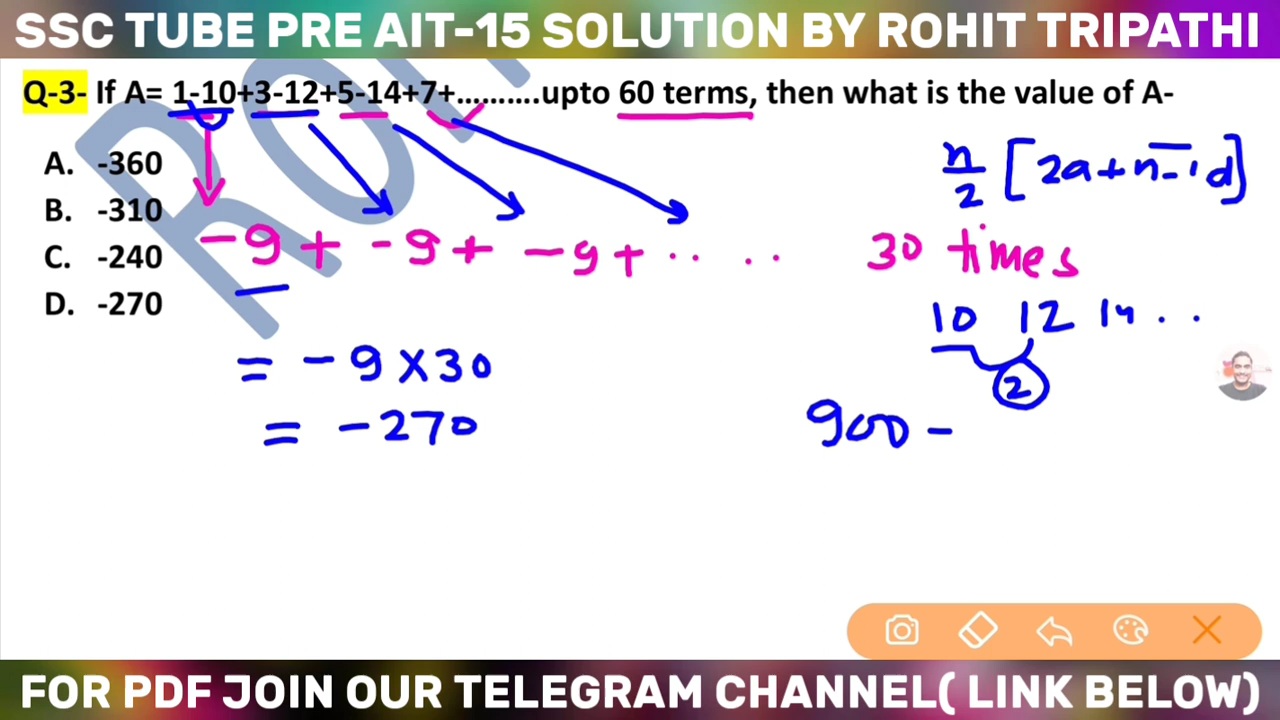 SSC TUBE PRE AIT-15 SOLUTION BY ROHIT TRIPATHI
Q-3- If A= 1-10+3-12+5-14+7+..........upto 60 terms, then what is the value of A-
A. -360
B. -310
C. -240
D. -270
n/2 [2a+n-1 d]
-9 + -9 + -9 + .. .. 30 times
10 12 14 . . .
2
= -9×30
= -270
900 -
FOR PDF JOIN OUR TELEGRAM CHANNEL( LINK BELOW)